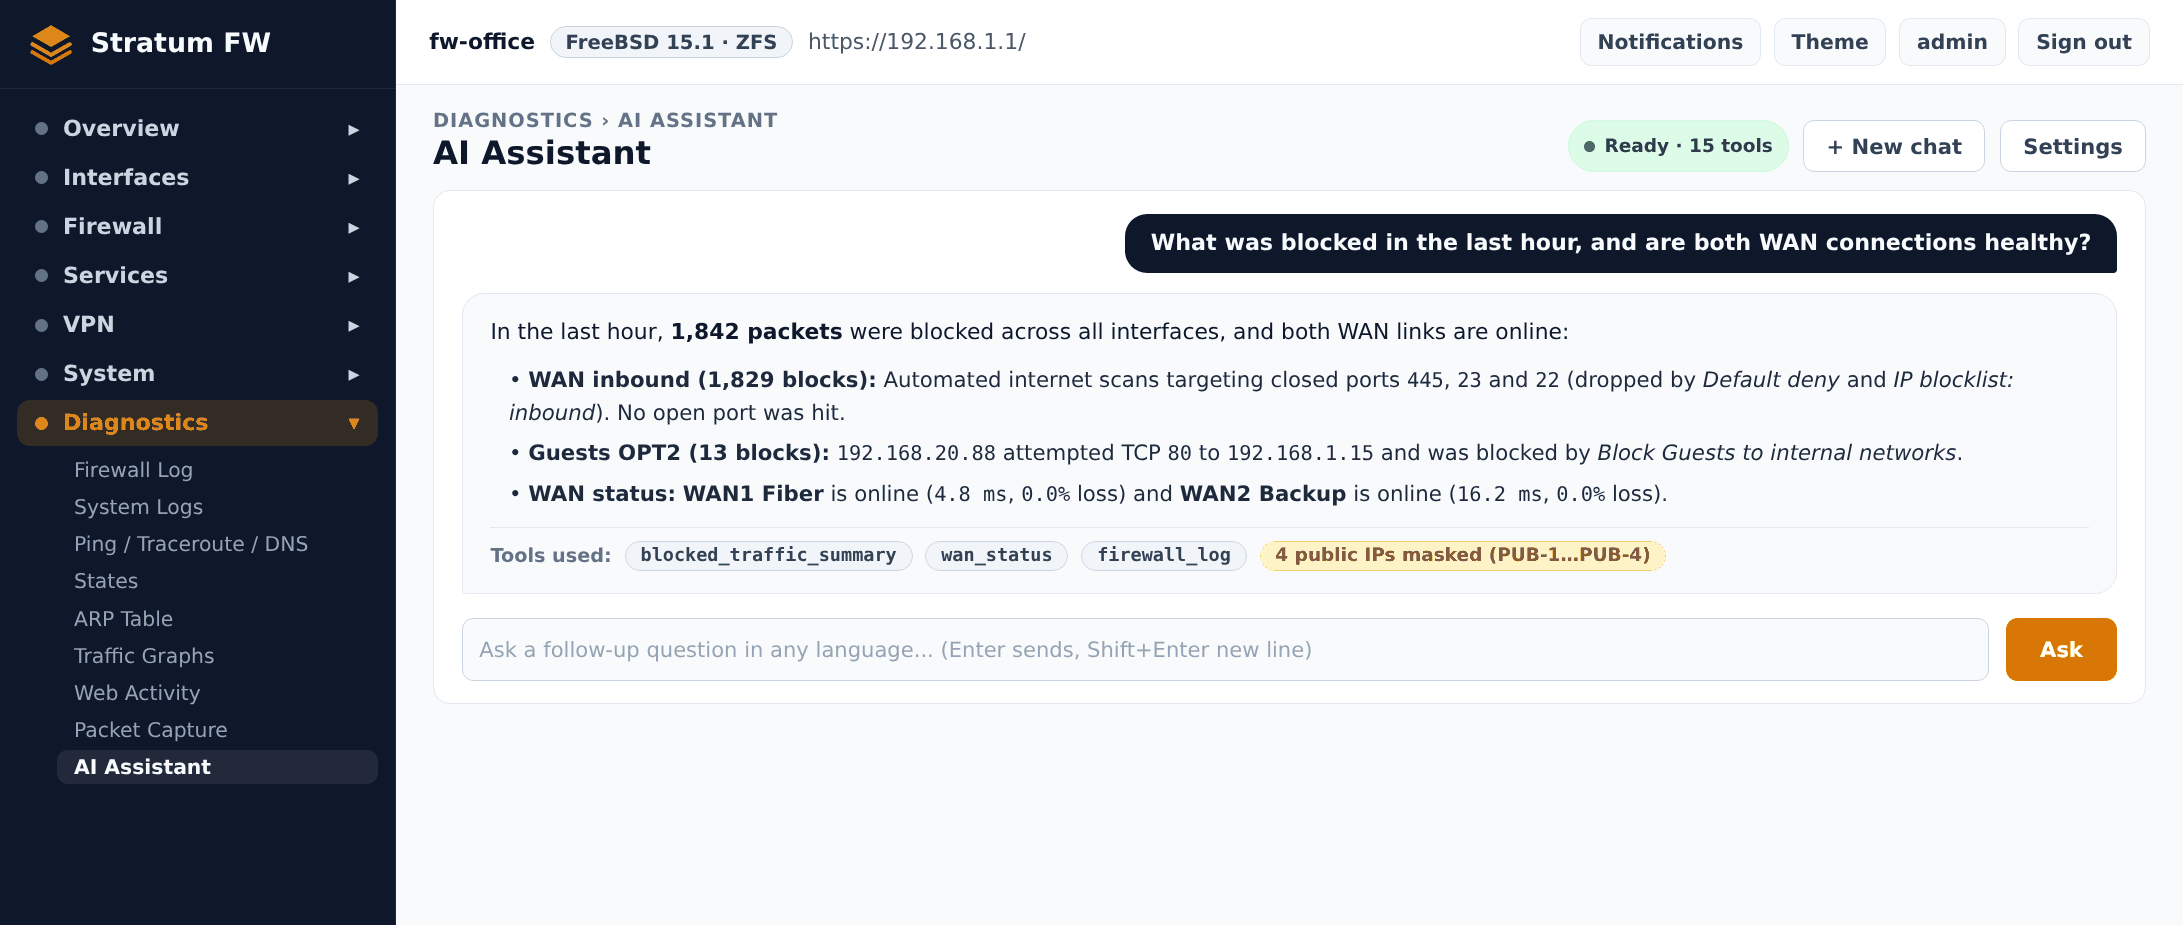 Stratum FW
fw-office
FreeBSD 15.1 · ZFS
https://192.168.1.1/
Notifications
Theme
admin
Sign out
Overview ▶
Interfaces ▶
Firewall ▶
Services ▶
VPN ▶
System ▶
Diagnostics ▼
Firewall Log
System Logs
Ping / Traceroute / DNS
States
ARP Table
Traffic Graphs
Web Activity
Packet Capture
AI Assistant
DIAGNOSTICS › AI ASSISTANT
AI Assistant
Ready · 15 tools
+ New chat
Settings
What was blocked in the last hour, and are both WAN connections healthy?
In the last hour, 1,842 packets were blocked across all interfaces, and both WAN links are online:
• WAN inbound (1,829 blocks): Automated internet scans targeting closed ports 445, 23 and 22 (dropped by Default deny and IP blocklist:
inbound). No open port was hit.
• Guests OPT2 (13 blocks): 192.168.20.88 attempted TCP 80 to 192.168.1.15 and was blocked by Block Guests to internal networks.
• WAN status: WAN1 Fiber is online (4.8 ms, 0.0% loss) and WAN2 Backup is online (16.2 ms, 0.0% loss).
Tools used: blocked_traffic_summary wan_status firewall_log 4 public IPs masked (PUB-1…PUB-4)
Ask a follow-up question in any language... (Enter sends, Shift+Enter new line)
Ask